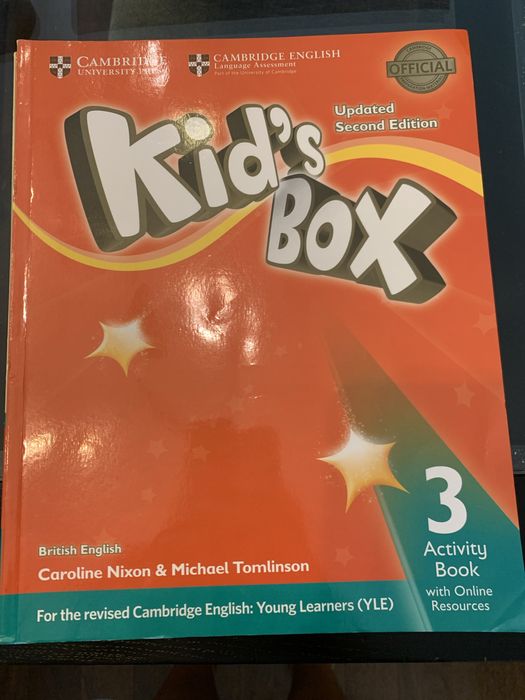 CAMBRIDGE
UNIVERSITY PRESS
CAMBRIDGE ENGLISH
Language Assessment
Part of the University of Cambridge
OFFICIAL
Updated
Second Edition
Kid's
BOX
3
Activity
Book
with Online
Resources
British English
Caroline Nixon & Michael Tomlinson
For the revised Cambridge English: Young Learners (YLE)